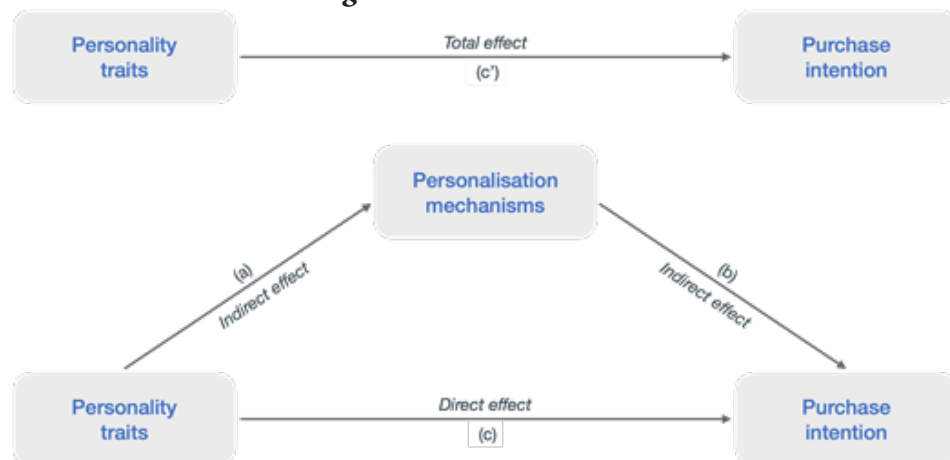 Personality
traits
Total effect
(c')
Purchase
intention
Personalisation
mechanisms
(a)
Indirect effect
(b)
Indirect effect
Personality
traits
Direct effect
(c)
Purchase
intention